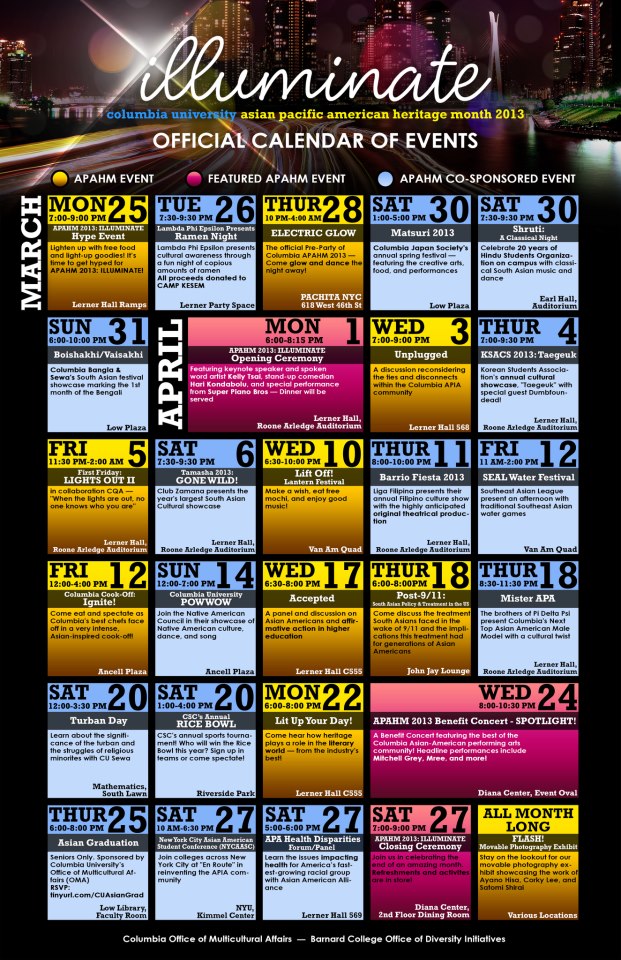 illuminate
columbia university asian pacific american heritage month 2013
OFFICIAL CALENDAR OF EVENTS
APAHM EVENT
FEATURED APAHM EVENT
APAHM CO-SPONSORED EVENT
MARCH
MON 25
7:00-9:00 PM
APAHM 2013: ILLUMINATE
Hype Event
Lighten up with free food
and light-up goodies! It's
time to get hyped for
APAHM 2013: ILLUMINATE!
Lerner Hall Ramps
TUE 26
7:30-9:30 PM
Lambda Phi Epsilon Presents
Ramen Night
Lambda Phi Epsilon presents
cultural awareness through
a fun night of copious
amounts of ramen
All proceeds donated to
CAMP KESEM
Lerner Party Space
THUR 28
10 PM-4:00 AM
ELECTRIC GLOW
The official Pre-Party of
Columbia APAHM 2013 —
Come glow and dance the
night away!
PACHITA NYC
618 West 46th St
SAT 30
1:00-5:00 PM
Matsuri 2013
Columbia Japan Society's
annual spring festival —
featuring the creative arts,
food, and performances
Low Plaza
SAT 30
7:30-9:30 PM
Shruti:
A Classical Night
Celebrate 20 years of
Hindu Students Organiza-
tion on campus with classi-
cal South Asian music and
dance
Earl Hall,
Auditorium
SUN 31
6:00-10:00 PM
Boishakhi/Vaisakhi
Columbia Bangla &
Sewa's South Asian festival
showcase marking the 1st
month of the Bengali
Low Plaza
APRIL
MON 1
6:00-8:15 PM
APAHM 2013: ILLUMINATE
Opening Ceremony
Featuring keynote speaker and spoken
word artist Kelly Tsai, stand-up comedian
Hari Kondabolu, and special performance
from Super Piano Bros — Dinner will be
served
Lerner Hall,
Roone Arledge Auditorium
WED 3
7:00-9:00 PM
Unplugged
A discussion reconsidering
the ties and disconnects
within the Columbia APIA
community
Lerner Hall 568
THUR 4
7:00-9:30 PM
KSACS 2013: Taegeuk
Korean Students Associa-
tion's annual cultural
showcase, "Taegeuk" with
special guest Dumbfoun-
dead!
Lerner Hall,
Roone Arledge Auditorium
FRI 5
11:30 PM-2:00 AM
First Friday:
LIGHTS OUT II
in collaboration CQA —
"When the lights are out, no
one knows who you are"
Lerner Hall,
Roone Arledge Auditorium
SAT 6
7:30-9:30 PM
Tamasha 2013:
GONE WILD!
Club Zamana presents the
year's largest South Asian
Cultural showcase
Lerner Hall,
Roone Arledge Auditorium
WED 10
6:30-10:00 PM
Lift Off!
Lantern Festival
Make a wish, eat free
mochi, and enjoy good
music!
Van Am Quad
THUR 11
8:00-10:00 PM
Barrio Fiesta 2013
Liga Filipina presents their
annual Filipino culture show
with the highly anticipated
original theatrical produc-
tion
Lerner Hall,
Roone Arledge Auditorium
FRI 12
11 AM-2:00 PM
SEAL Water Festival
Southeast Asian League
present an afternoon with
traditional Southeast Asian
water games
Van Am Quad
FRI 12
12:00-4:00 PM
Columbia Cook-Off:
Ignite!
Come eat and spectate as
Columbia's best chefs face
off in a very intense,
Asian-inspired cook-off!
Ancell Plaza
SUN 14
12:00-7:00 PM
Columbia University
POWWOW
Join the Native American
Council in their showcase of
Native American culture,
dance, and song
Ancell Plaza
WED 17
6:30-8:00 PM
Accepted
A panel and discussion on
Asian Americans and affir-
mative action in higher
education
Lerner Hall C555
THUR 18
6:00-8:00PM
Post-9/11:
South Asian Policy & Treatment in the US
Come discuss the treatment
South Asians faced in the
wake of 9/11 and the impli-
cations this treatment had
for generations of Asian
Americans
John Jay Lounge
THUR 18
8:30-11:30 PM
Mister APA
The brothers of Pi Delta Psi
present Columbia's Next
Top Asian American Male
Model with a cultural twist
Lerner Hall,
Roone Arledge Auditorium
SAT 20
12:00-3:30 PM
Turban Day
Learn about the signifi-
cance of the turban and
the struggles of religious
minorities with CU Sewa
Mathematics,
South Lawn
SAT 20
1:00-4:00 PM
CSC's Annual
RICE BOWL
CSC's annual sports tourna-
ment! Who will win the Rice
Bowl this year? Sign up in
teams or come spectate!
Riverside Park
MON 22
6:00-8:00 PM
Lit Up Your Day!
Come hear how heritage
plays a role in the literary
world — from the industry's
best!
Lerner Hall C555
WED 24
8:00-10:30 PM
APAHM 2013 Benefit Concert - SPOTLIGHT!
A Benefit Concert featuring the best of the
Columbia Asian-American performing arts
community! Headline performances include
Mitchell Grey, Mree, and more!
Diana Center, Event Oval
THUR 25
6:00-8:00 PM
Asian Graduation
Seniors Only. Sponsored by
Columbia University's
Office of Multicultural Af-
fairs (OMA)
RSVP:
tinyurl.com/CUAsianGrad
Low Library,
Faculty Room
SAT 27
10 AM-6:30 PM
New York City Asian American
Student Conference (NYCAASC)
Join colleges across New
York City at "En Route" in
reinventing the APIA com-
munity
NYU,
Kimmel Center
SAT 27
5:00-6:00 PM
APA Health Disparities
Forum/Panel
Learn the issues impacting
health for America's fast-
est-growing racial group
with Asian American Alli-
ance
Lerner Hall 569
SAT 27
7:00-9:00 PM
APAHM 2013: ILLUMINATE
Closing Ceremony
Join us in celebrating the
end of an amazing month.
Refreshments and activites
are in store!
Diana Center,
2nd Floor Dining Room
ALL MONTH
LONG
FLASH!
Movable Photography Exhibit
Stay on the lookout for our
movable photography ex-
hibit showcasing the work of
Ayano Hisa, Corky Lee, and
Satomi Shirai
Various Locations
Columbia Office of Multicultural Affairs — Barnard College Office of Diversity Initiatives